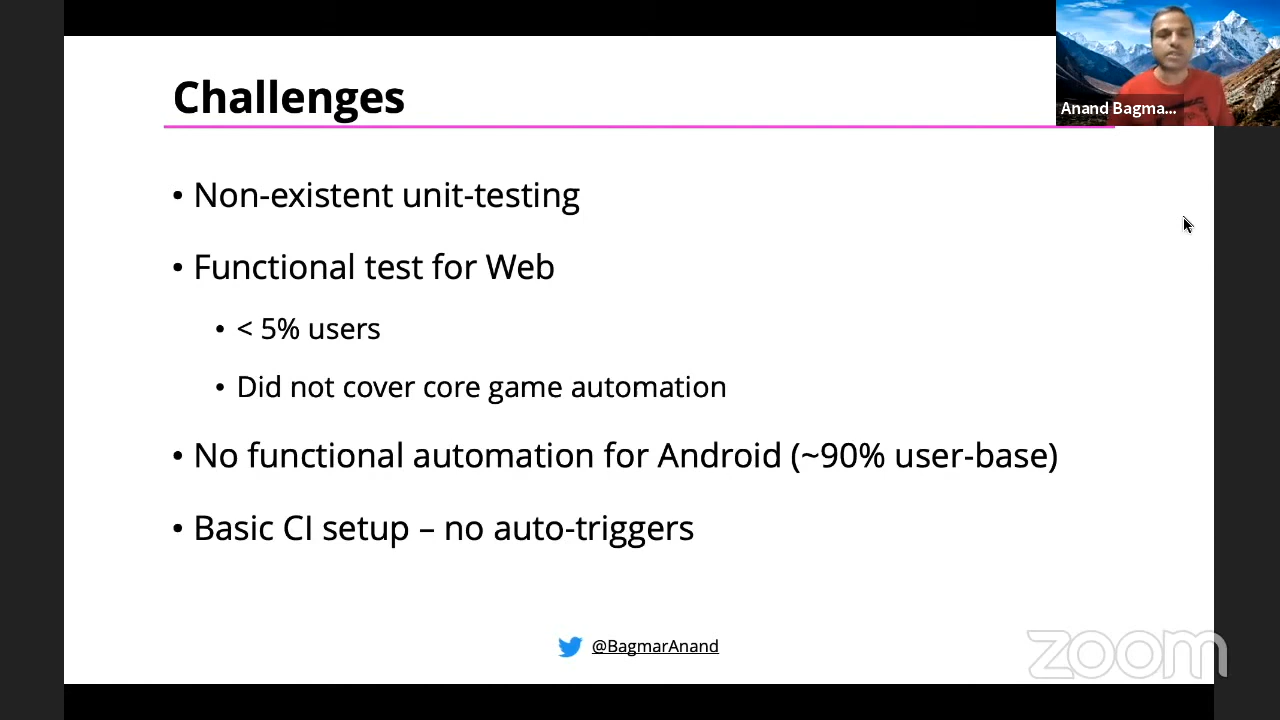 Challenges
Anand Bagma...
• Non-existent unit-testing
• Functional test for Web
• < 5% users
• Did not cover core game automation
• No functional automation for Android (~90% user-base)
• Basic CI setup – no auto-triggers
@BagmarAnand
zoom